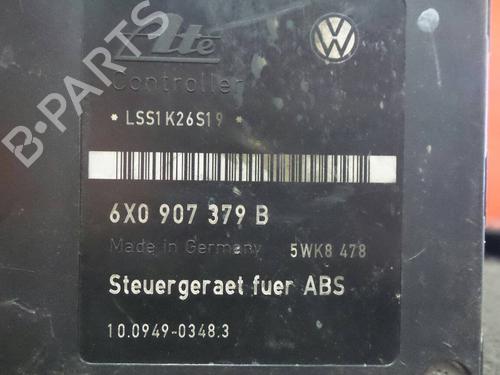 Ate
Controller
* LSS1K26S19 *
6X0 907 379 B
Made in Germany 5WK8 478
Steuergeraet fuer ABS
10.0949-0348.3
B-PARTS